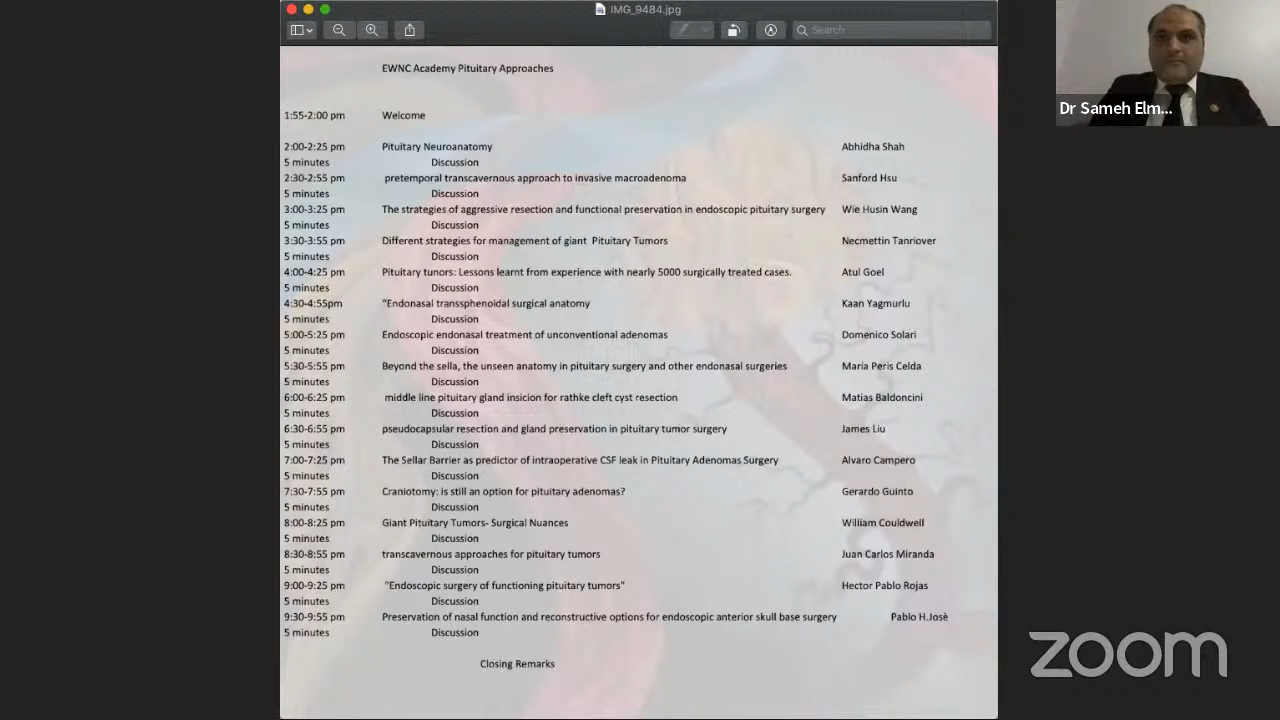 IMG_9484.jpg
Search
EWNC Academy Pituitary Approaches
1:55-2:00 pm Welcome
2:00-2:25 pm Pituitary Neuroanatomy Abhidha Shah
5 minutes Discussion
2:30-2:55 pm pretemporal transcavernous approach to invasive macroadenoma Sanford Hsu
5 minutes Discussion
3:00-3:25 pm The strategies of aggressive resection and functional preservation in endoscopic pituitary surgery Wie Husin Wang
5 minutes Discussion
3:30-3:55 pm Different strategies for management of giant Pituitary Tumors Necmettin Tanriover
5 minutes Discussion
4:00-4:25 pm Pituitary tunors: Lessons learnt from experience with nearly 5000 surgically treated cases. Atul Goel
5 minutes Discussion
4:30-4:55pm "Endonasal transsphenoidal surgical anatomy Kaan Yagmurlu
5 minutes Discussion
5:00-5:25 pm Endoscopic endonasal treatment of unconventional adenomas Domenico Solari
5 minutes Discussion
5:30-5:55 pm Beyond the sella, the unseen anatomy in pituitary surgery and other endonasal surgeries Maria Peris Celda
5 minutes Discussion
6:00-6:25 pm middle line pituitary gland insicion for rathke cleft cyst resection Matias Baldoncini
5 minutes Discussion
6:30-6:55 pm pseudocapsular resection and gland preservation in pituitary tumor surgery James Liu
5 minutes Discussion
7:00-7:25 pm The Sellar Barrier as predictor of intraoperative CSF leak in Pituitary Adenomas Surgery Alvaro Campero
5 minutes Discussion
7:30-7:55 pm Craniotomy: is still an option for pituitary adenomas? Gerardo Guinto
5 minutes Discussion
8:00-8:25 pm Giant Pituitary Tumors- Surgical Nuances William Couldwell
5 minutes Discussion
8:30-8:55 pm transcavernous approaches for pituitary tumors Juan Carlos Miranda
5 minutes Discussion
9:00-9:25 pm "Endoscopic surgery of functioning pituitary tumors" Hector Pablo Rojas
5 minutes Discussion
9:30-9:55 pm Preservation of nasal function and reconstructive options for endoscopic anterior skull base surgery Pablo H.Josè
5 minutes Discussion
Closing Remarks
Dr Sameh Elm...
zoom